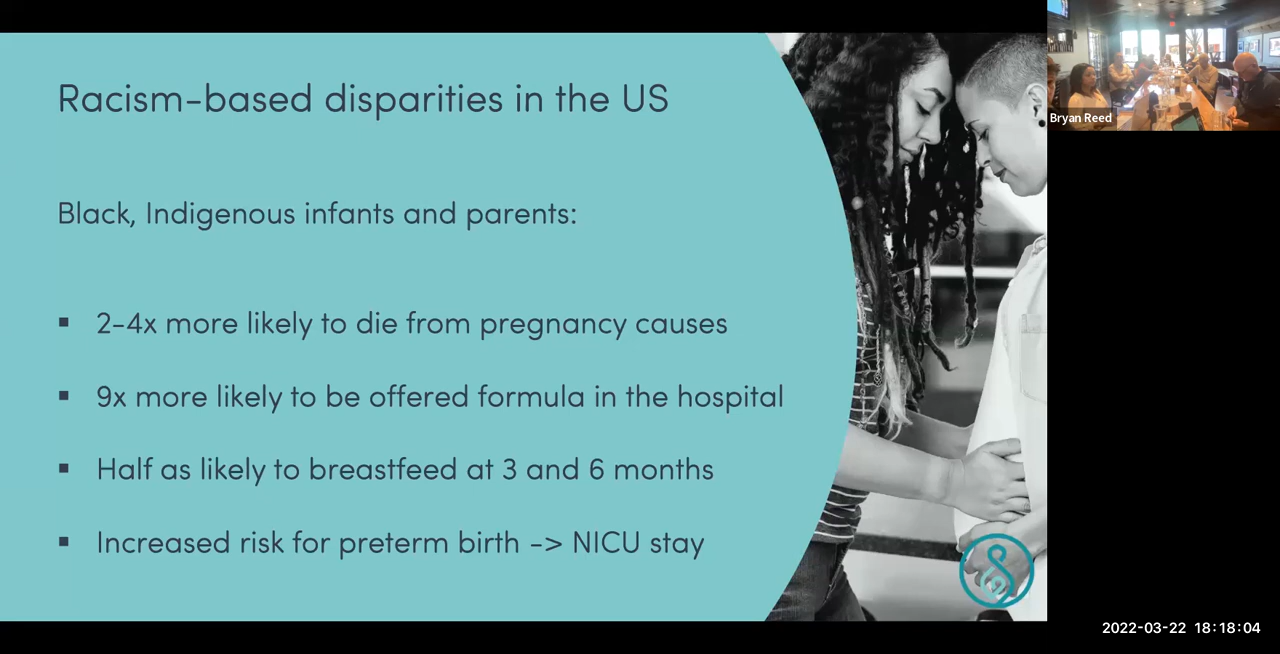 Racism-based disparities in the US
Black, Indigenous infants and parents:
▪ 2-4x more likely to die from pregnancy causes
▪ 9x more likely to be offered formula in the hospital
▪ Half as likely to breastfeed at 3 and 6 months
▪ Increased risk for preterm birth -> NICU stay
Bryan Reed
2022-03-22 18:18:04